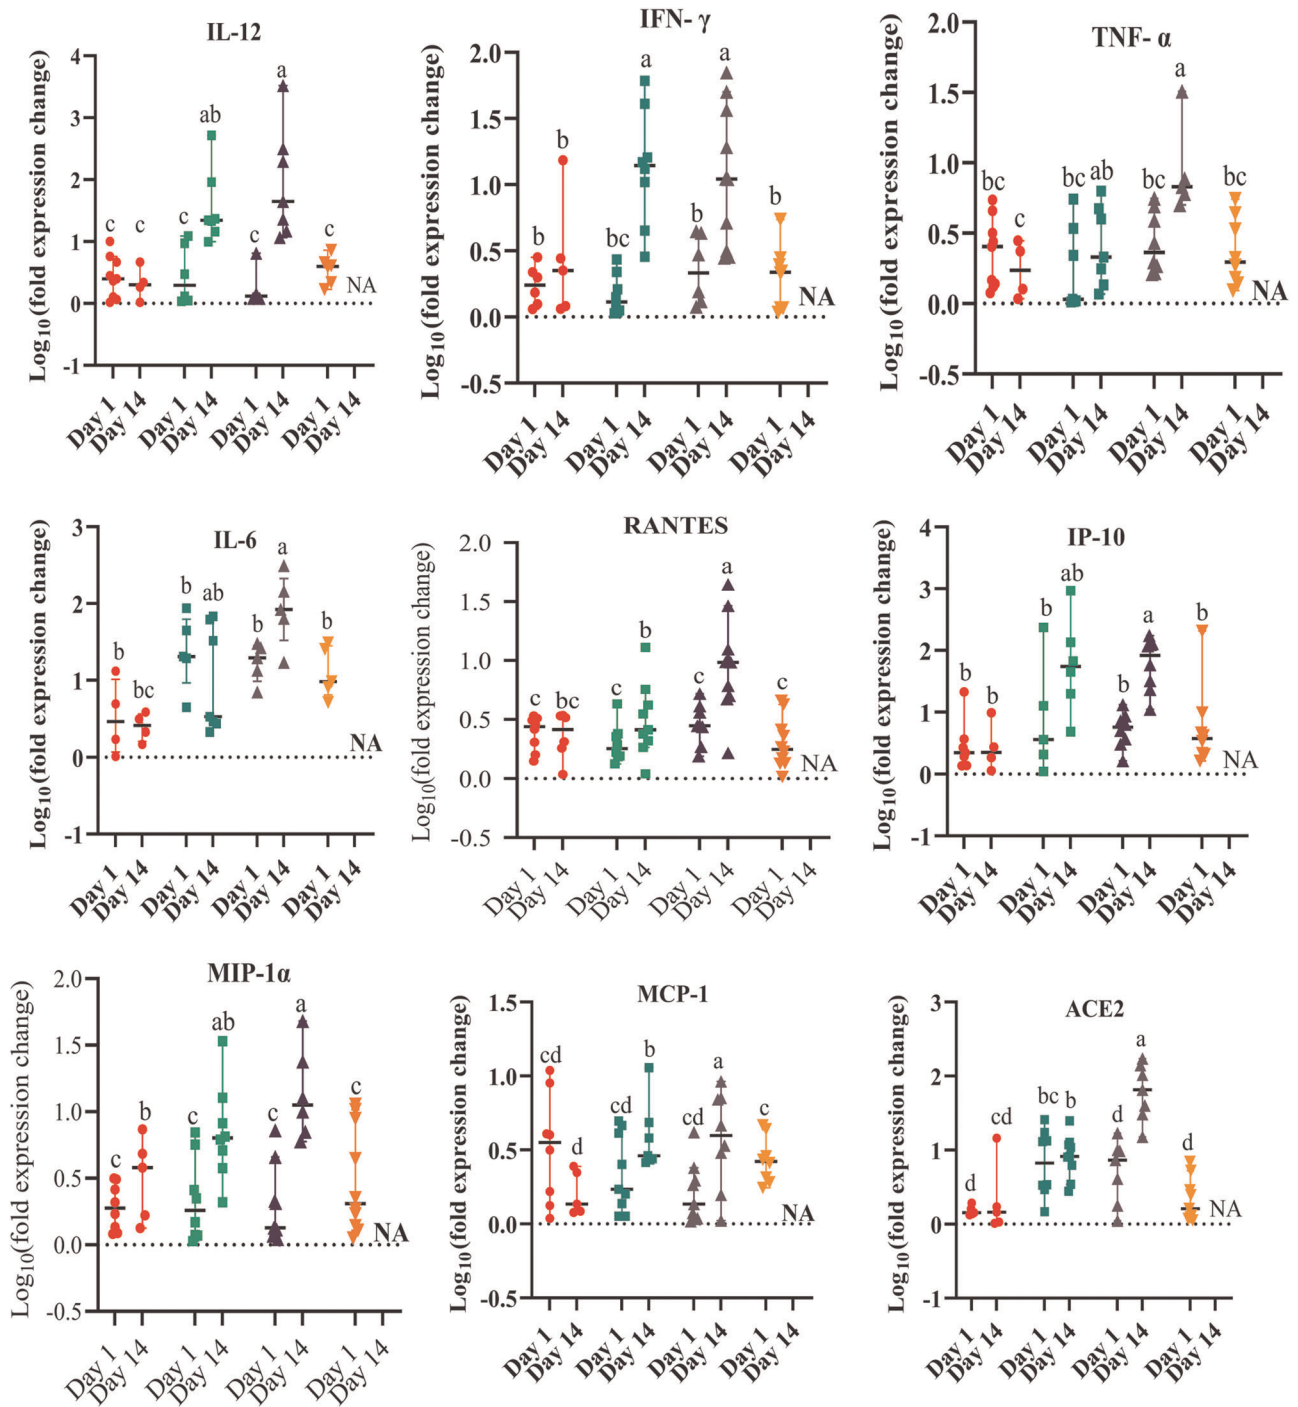 IL-12
Log10(fold expression change)
4
3
2
1
0
-1
c
c
c
ab
c
a
c
NA
Day 1
Day 14
Day 1
Day 14
Day 1
Day 14
Day 1
Day 14
IFN- γ
Log10(fold expression change)
2.0
1.5
1.0
0.5
0.0
-0.5
b
b
bc
a
b
a
b
NA
Day 1
Day 14
Day 1
Day 14
Day 1
Day 14
Day 1
Day 14
TNF- α
Log10(fold expression change)
2.0
1.5
1.0
0.5
0.0
-0.5
bc
c
bc
ab
bc
a
bc
NA
Day 1
Day 14
Day 1
Day 14
Day 1
Day 14
Day 1
Day 14
IL-6
Log10(fold expression change)
3
2
1
0
-1
b
bc
b
ab
b
a
b
NA
Day 1
Day 14
Day 1
Day 14
Day 1
Day 14
Day 1
Day 14
RANTES
Log10(fold expression change)
2.0
1.5
1.0
0.5
0.0
-0.5
c
bc
c
b
c
a
c
NA
Day 1
Day 14
Day 1
Day 14
Day 1
Day 14
Day 1
Day 14
IP-10
Log10(fold expression change)
4
3
2
1
0
-1
b
b
b
ab
b
a
b
NA
Day 1
Day 14
Day 1
Day 14
Day 1
Day 14
Day 1
Day 14
MIP-1α
Log10(fold expression change)
2.0
1.5
1.0
0.5
0.0
-0.5
c
b
c
ab
c
a
c
NA
Day 1
Day 14
Day 1
Day 14
Day 1
Day 14
Day 1
Day 14
MCP-1
Log10(fold expression change)
1.5
1.0
0.5
0.0
-0.5
cd
d
cd
b
cd
a
c
NA
Day 1
Day 14
Day 1
Day 14
Day 1
Day 14
Day 1
Day 14
ACE2
Log10(fold expression change)
3
2
1
0
-1
d
cd
bc
b
d
a
d
NA
Day 1
Day 14
Day 1
Day 14
Day 1
Day 14
Day 1
Day 14